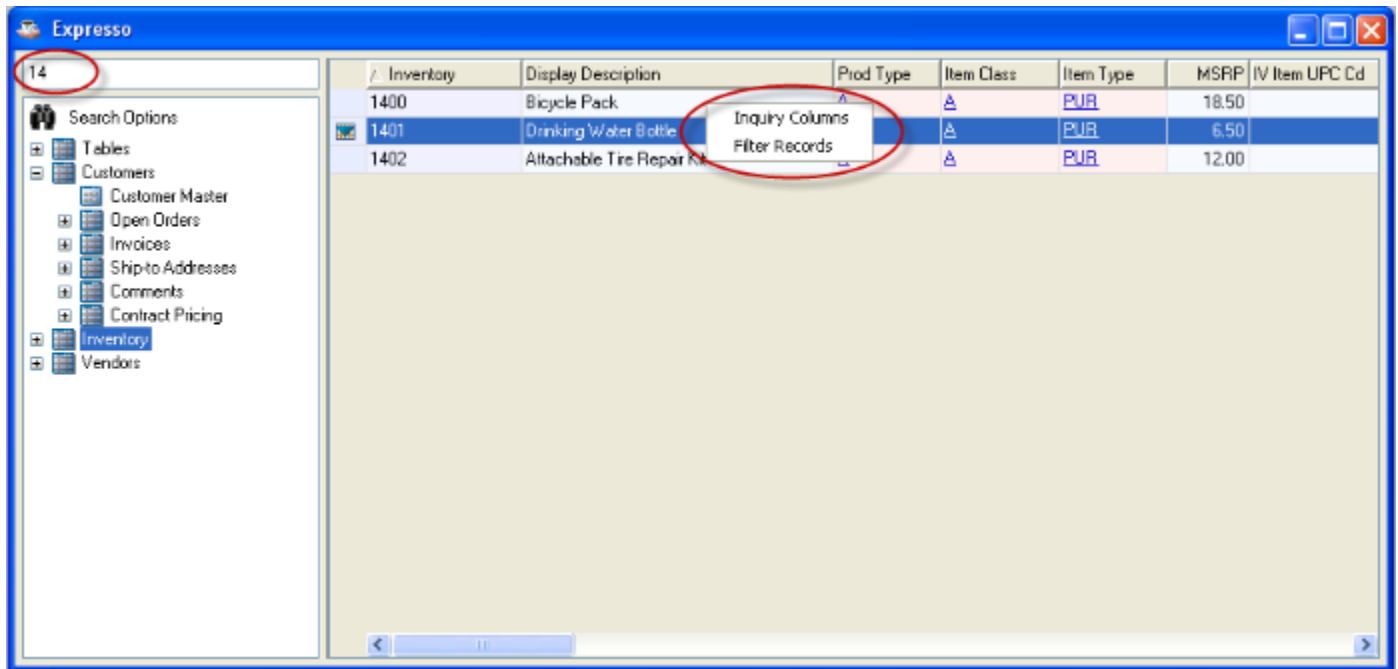 Expresso
14
Search Options
Tables
Customers
Customer Master
Open Orders
Invoices
Ship-to Addresses
Comments
Contract Pricing
Inventory
Vendors
Inventory Display Description Prod Type Item Class Item Type MSRP IV Item UPC Cd
1400 Bicycle Pack A A PUR 18.50
1401 Drinking Water Bottle A PUR 6.50
1402 Attachable Tire Repair A PUR 12.00
Inquiry Columns
Filter Records